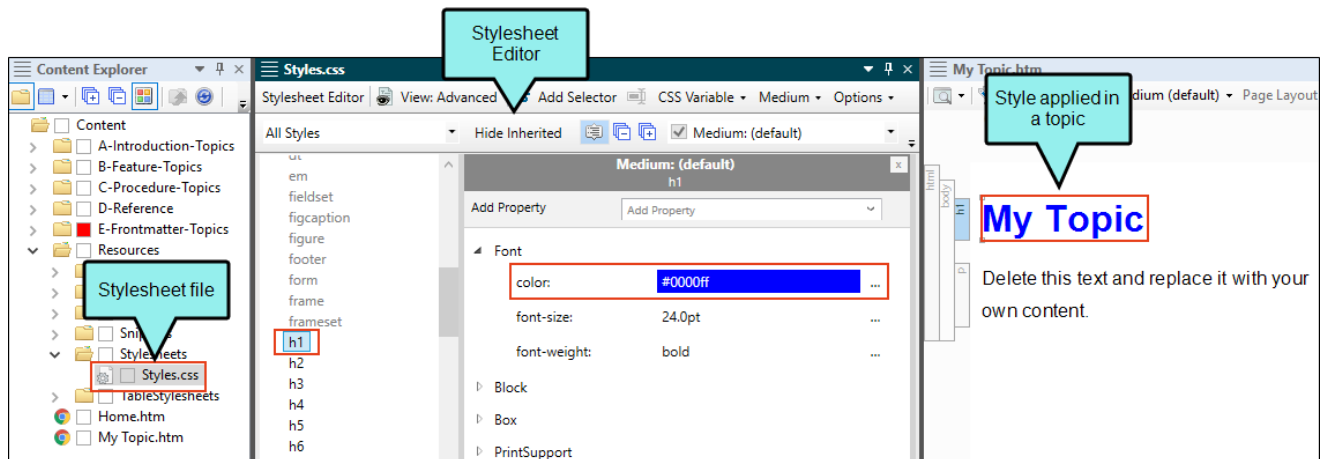 Stylesheet
Editor
Content Explorer
Styles.css
My Topic.htm
Stylesheet Editor
View: Advanced
Add Selector
CSS Variable
Medium
Options
Style applied in
a topic
dium (default)
Page Layout
Content
A-Introduction-Topics
B-Feature-Topics
C-Procedure-Topics
D-Reference
E-Frontmatter-Topics
Resources
Stylesheet file
Stylesheets
Styles.css
TableStylesheets
Home.htm
My Topic.htm
All Styles
Hide Inherited
Medium: (default)
em
fieldset
figcaption
figure
footer
form
frame
frameset
h1
h2
h3
h4
h5
h6
Medium: (default)
h1
Add Property
Add Property
Font
color:
#0000ff
...
font-size:
24.0pt
...
font-weight:
bold
...
Block
Box
PrintSupport
html
body
h1
p
My Topic
Delete this text and replace it with your
own content.